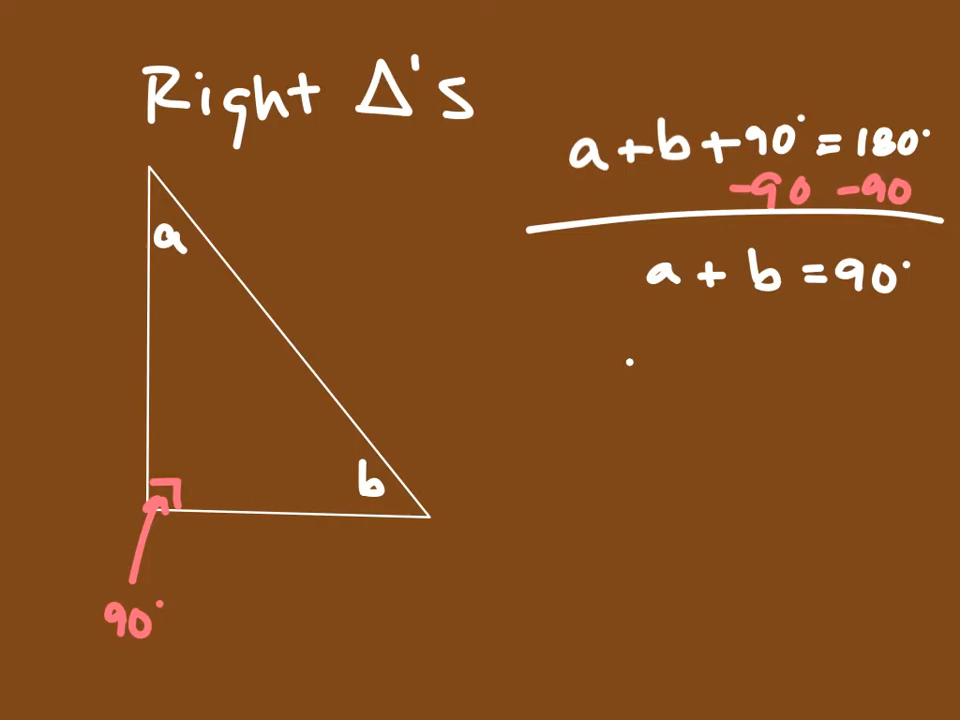 Right Δ's
a + b + 90° = 180°
-90 -90
a + b = 90°
a
b
90°